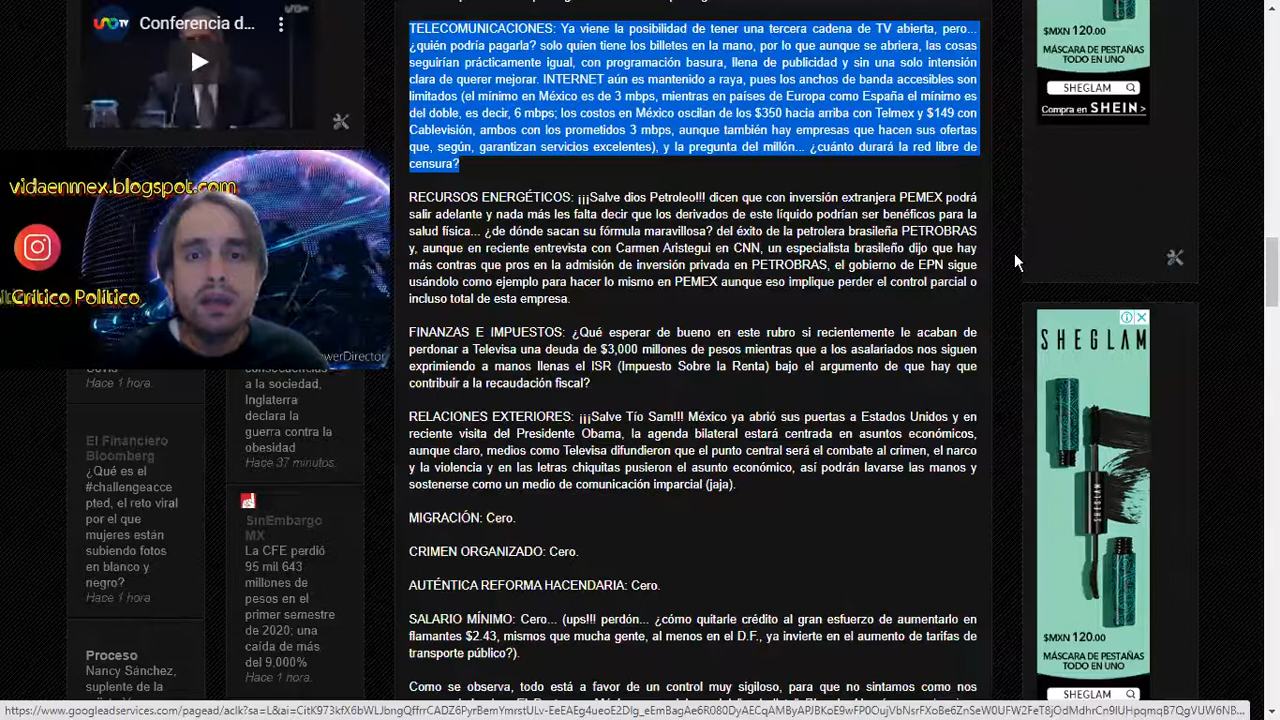 UNOTV
Conferencia d...
UNOTV
TELECOMUNICACIONES: Ya viene la posibilidad de tener una tercera cadena de TV abierta, pero...
¿quién podría pagarla? solo quien tiene los billetes en la mano, por lo que aunque se abriera, las cosas
seguirían prácticamente igual, con programación basura, llena de publicidad y sin una solo intensión
clara de querer mejorar. INTERNET aún es mantenido a raya, pues los anchos de banda accesibles son
limitados (el mínimo en México es de 3 mbps, mientras en países de Europa como España el mínimo es
del doble, es decir, 6 mbps; los costos en México oscilan de los $350 hacia arriba con Telmex y $149 con
Cablevisión, ambos con los prometidos 3 mbps, aunque también hay empresas que hacen sus ofertas
que, según, garantizan servicios excelentes), y la pregunta del millón... ¿cuánto durará la red libre de
censura?
RECURSOS ENERGÉTICOS: ¡¡¡Salve dios Petroleo!!! dicen que con inversión extranjera PEMEX podrá
salir adelante y nada más les falta decir que los derivados de este líquido podrían ser benéficos para la
salud física... ¿de dónde sacan su fórmula maravillosa? del éxito de la petrolera brasileña PETROBRAS
y, aunque en reciente entrevista con Carmen Aristegui en CNN, un especialista brasileño dijo que hay
más contras que pros en la admisión de inversión privada en PETROBRAS, el gobierno de EPN sigue
usándolo como ejemplo para hacer lo mismo en PEMEX aunque eso implique perder el control parcial o
incluso total de esta empresa.
FINANZAS E IMPUESTOS: ¿Qué esperar de bueno en este rubro si recientemente le acaban de
perdonar a Televisa una deuda de $3,000 millones de pesos mientras que a los asalariados nos siguen
exprimiendo a manos llenas el ISR (Impuesto Sobre la Renta) bajo el argumento de que hay que
contribuir a la recaudación fiscal?
RELACIONES EXTERIORES: ¡¡¡Salve Tío Sam!!! México ya abrió sus puertas a Estados Unidos y en
reciente visita del Presidente Obama, la agenda bilateral estará centrada en asuntos económicos,
aunque claro, medios como Televisa difundieron que el punto central será el combate al crimen, el narco
y la violencia y en las letras chiquitas pusieron el asunto económico, así podrán lavarse las manos y
sostenerse como un medio de comunicación imparcial (jaja).
MIGRACIÓN: Cero.
CRIMEN ORGANIZADO: Cero.
AUTÉNTICA REFORMA HACENDARIA: Cero.
SALARIO MÍNIMO: Cero... (ups!!! perdón... ¿cómo quitarle crédito al gran esfuerzo de aumentarlo en
flamantes $2.43, mismos que mucha gente, al menos en el D.F., ya invierte en el aumento de tarifas de
transporte público?).
Como se observa, todo está a favor de un control muy sigiloso, para que no sintamos como nos
vidaenmex.blogspot.com
Critico Politico
PowerDirector
Hace 1 hora.
El Financiero
Bloomberg
¿Qué es el
#challengeacce
pted, el reto viral
por el que
mujeres están
subiendo fotos
en blanco y
negro?
Hace 1 hora
Proceso
Nancy Sánchez,
suplente de la
a la sociedad,
Inglaterra
declara la
guerra contra la
obesidad
Hace 37 minutos.
SinEmbargo
MX
La CFE perdió
95 mil 643
millones de
pesos en el
primer semestre
de 2020; una
caída de más
del 9,000%
Hace 1 hora.
$MXN 120.00
MÁSCARA DE PESTAÑAS
TODO EN UNO
SHEGLAM
Compra en SHEIN >
SHEGLAM
$MXN 120.00
MÁSCARA DE PESTAÑAS
TODO EN UNO
SHEGLAM